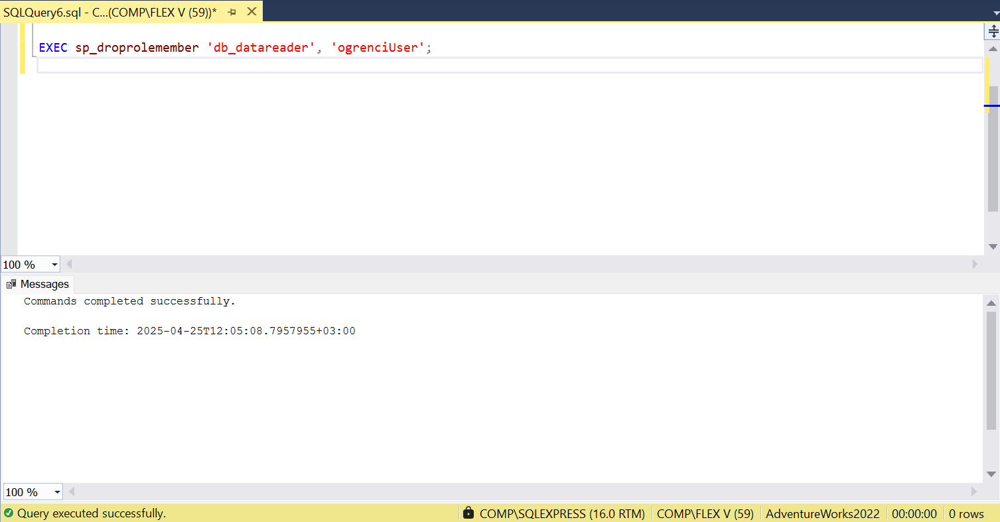 SQLQuery6.sql - C...(COMP\FLEX V (59))*
EXEC sp_droprolemember 'db_datareader', 'ogrenciUser';
100 %
Messages
Commands completed successfully.
Completion time: 2025-04-25T12:05:08.7957955+03:00
100 %
Query executed successfully.
COMP\SQLEXPRESS (16.0 RTM)
COMP\FLEX V (59)
AdventureWorks2022
00:00:00
0 rows